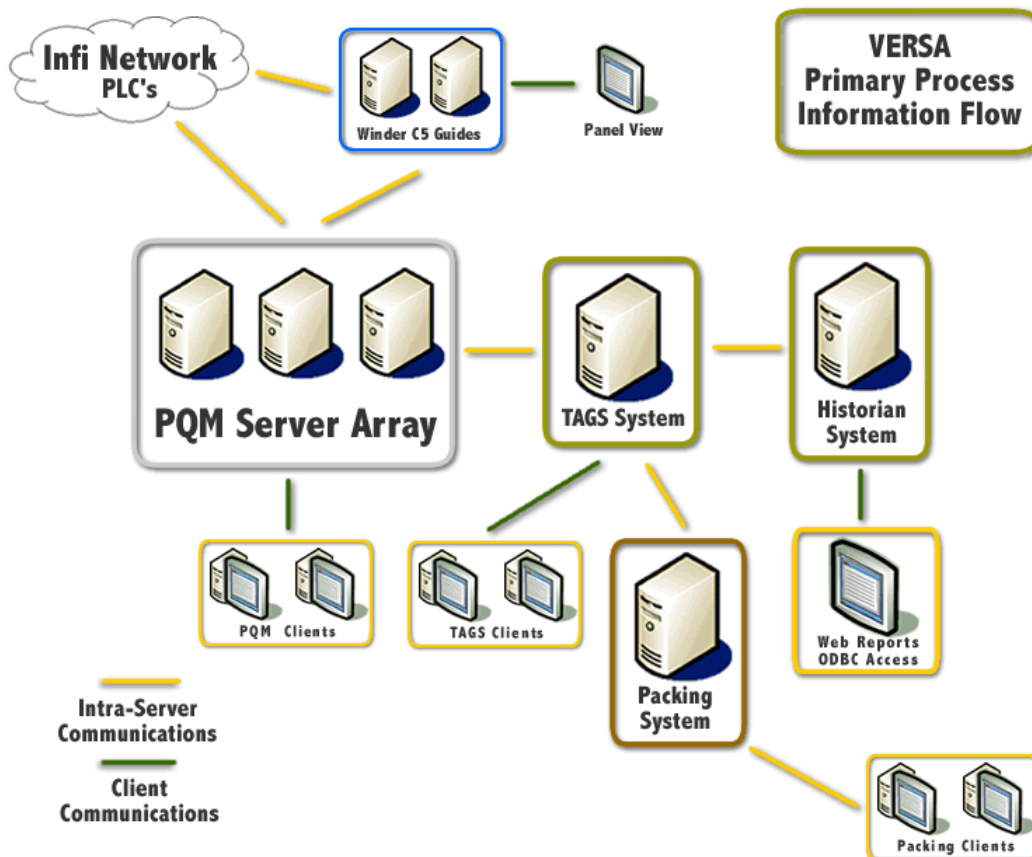 Infi Network
PLC's
Winder C5 Guides
Panel View
VERSA
Primary Process
Information Flow
PQM Server Array
TAGS System
Historian
System
PQM Clients
TAGS Clients
Packing
System
Web Reports
ODBC Access
Intra-Server
Communications
Client
Communications
Packing Clients